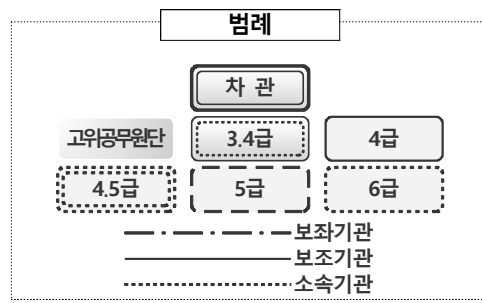 범례
차 관
고위공무원단 3.4급 4급
4.5급 5급 6급
보좌기관
보조기관
소속기관